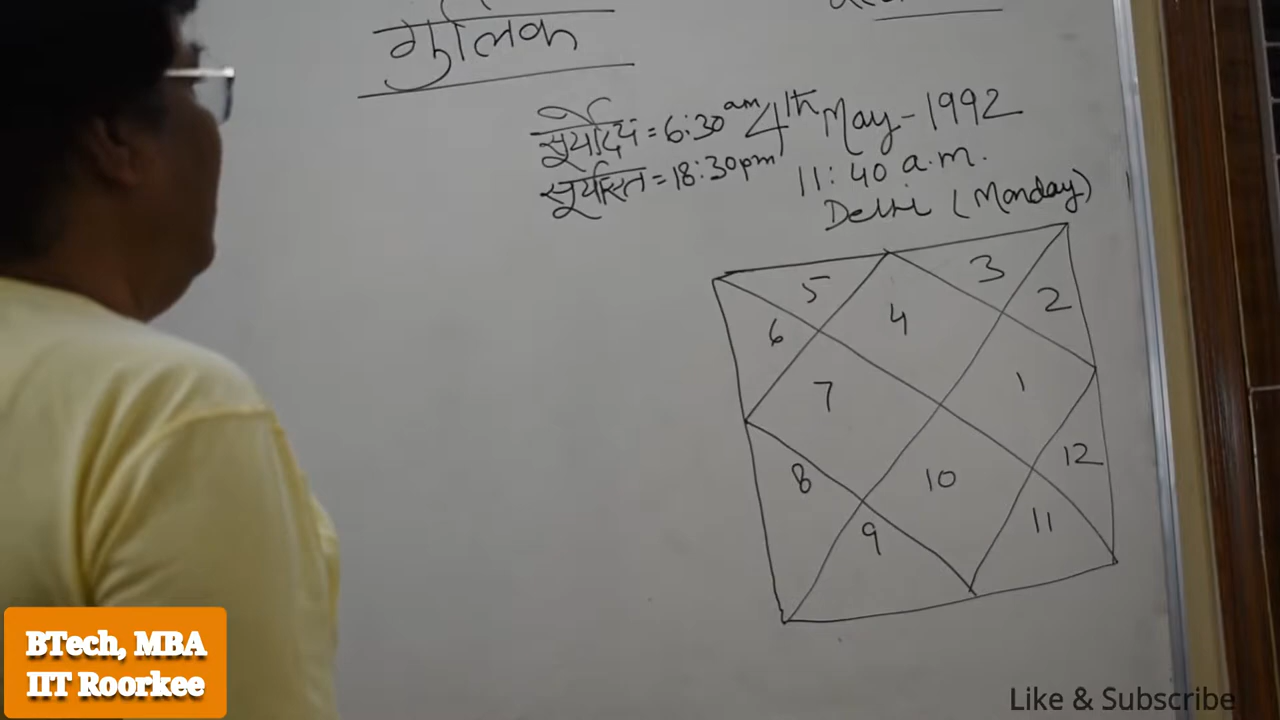 गुलिक
सूर्योदय = 6:30 am
सूर्यास्त = 18:30 pm
4th May - 1992
11:40 a.m.
Delhi (Monday)
5
3
6
4
2
7
1
8
10
12
9
11
BTech, MBA
IIT Roorkee
Like & Subscribe